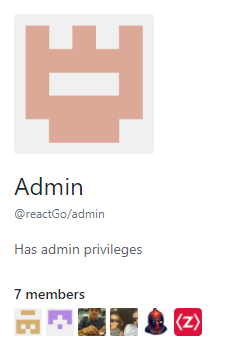 Admin
@reactGo/admin
Has admin privileges
7 members